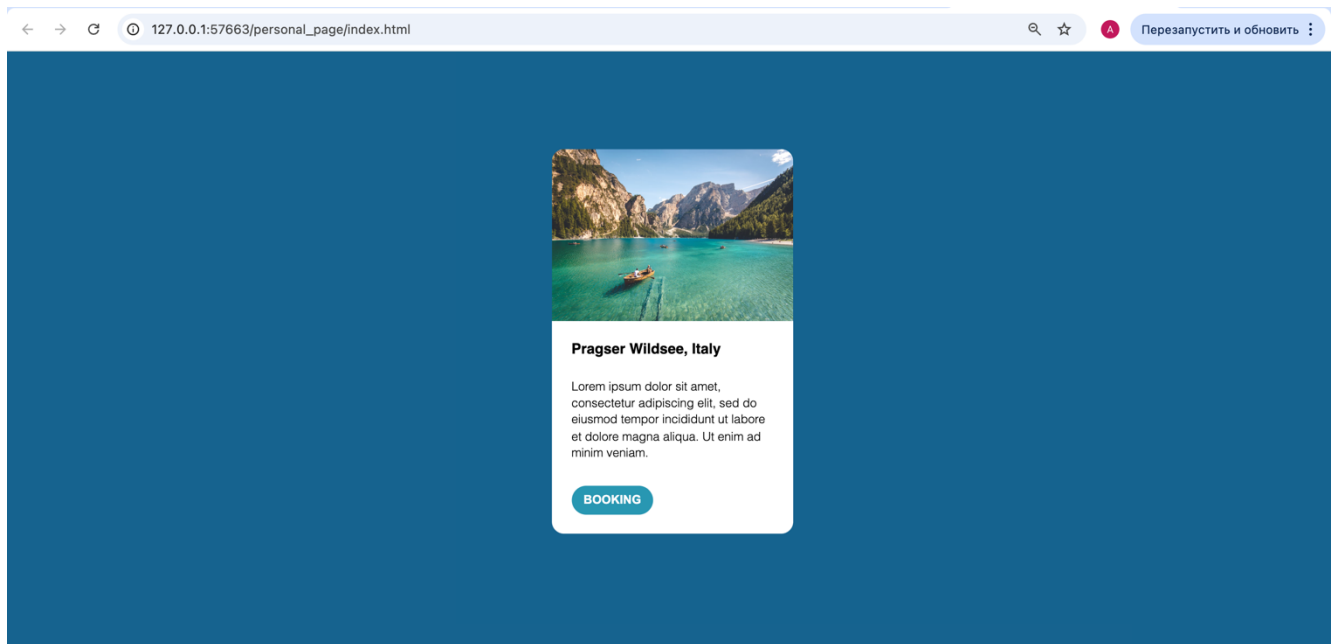 127.0.0.1:57663/personal_page/index.html
A
Перезапустить и обновить
Pragser Wildsee, Italy
Lorem ipsum dolor sit amet,
consectetur adipiscing elit, sed do
eiusmod tempor incididunt ut labore
et dolore magna aliqua. Ut enim ad
minim veniam.
BOOKING